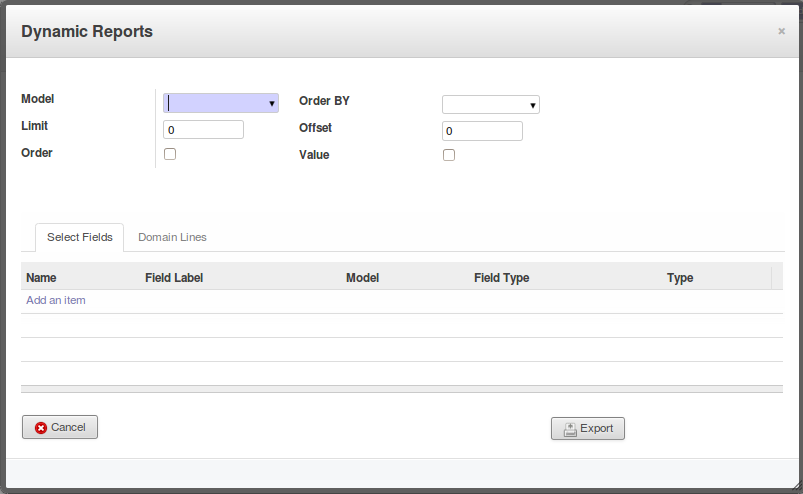 Dynamic Reports ×
Model Order BY
Limit 0 Offset 0
Order Value
Select Fields Domain Lines
Name Field Label Model Field Type Type
Add an item
Cancel Export